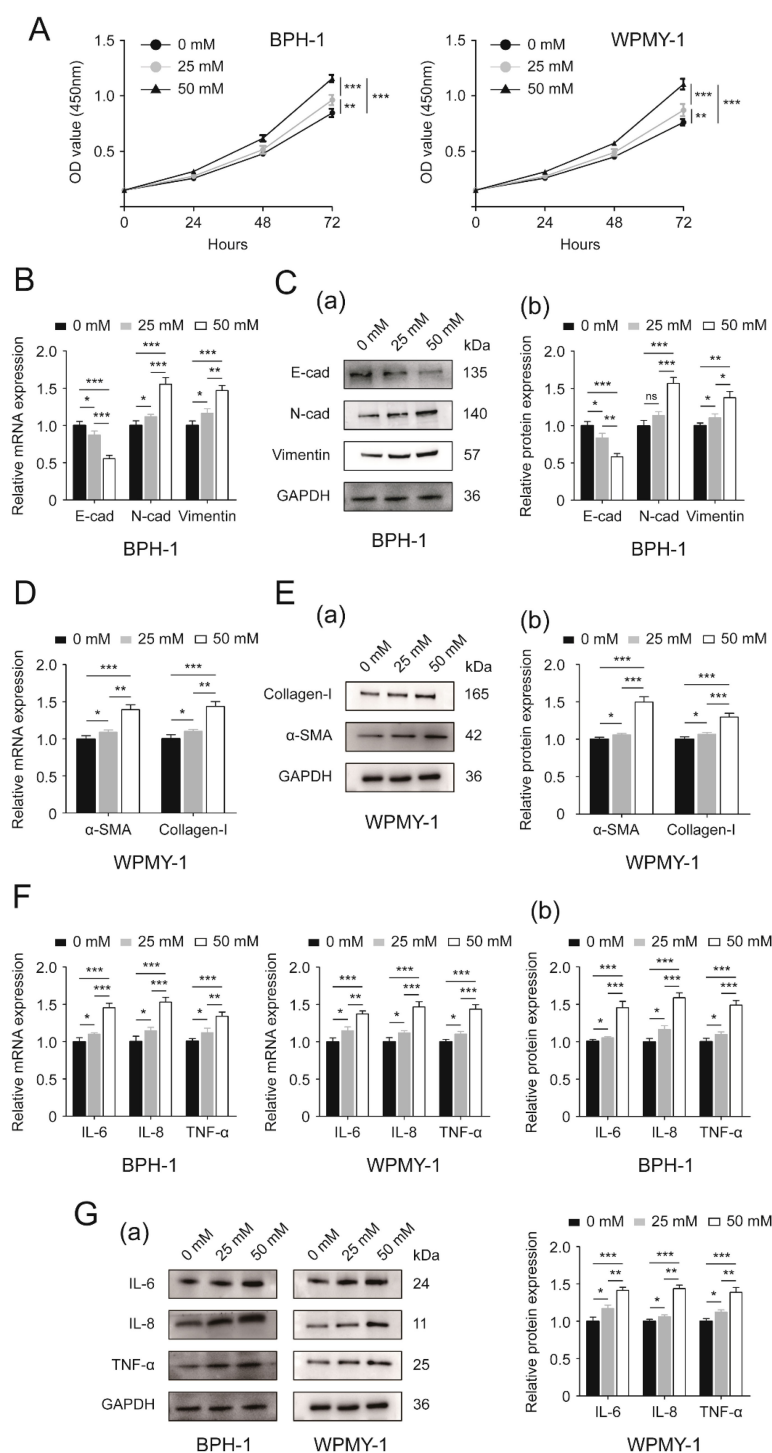 A
BPH-1
0 mM
25 mM
50 mM
OD value (450nm)
1.5
1.0
0.5
0 24 48 72
Hours
***
**
***
WPMY-1
0 mM
25 mM
50 mM
OD value (450nm)
1.5
1.0
0.5
0 24 48 72
Hours
***
**
***
B
0 mM 25 mM 50 mM
Relative mRNA expression
2.0
1.5
1.0
0.5
0
*** *** ***
* *** * *** * **
E-cad N-cad Vimentin
BPH-1
C
(a)
0 mM 25 mM 50 mM kDa
E-cad 135
N-cad 140
Vimentin 57
GAPDH 36
BPH-1
(b)
0 mM 25 mM 50 mM
Relative protein expression
2.0
1.5
1.0
0.5
0
*** *** **
* ** ns *** * *
E-cad N-cad Vimentin
BPH-1
D
0 mM 25 mM 50 mM
Relative mRNA expression
2.0
1.5
1.0
0.5
0
*** ***
* ** * **
α-SMA Collagen-I
WPMY-1
E
(a)
0 mM 25 mM 50 mM kDa
Collagen-I 165
α-SMA 42
GAPDH 36
WPMY-1
(b)
0 mM 25 mM 50 mM
Relative protein expression
2.0
1.5
1.0
0.5
0
*** ***
* *** * ***
α-SMA Collagen-I
WPMY-1
F
0 mM 25 mM 50 mM
Relative mRNA expression
2.0
1.5
1.0
0.5
0
*** *** ***
* *** * *** * **
IL-6 IL-8 TNF-α
BPH-1
0 mM 25 mM 50 mM
Relative mRNA expression
2.0
1.5
1.0
0.5
0
*** *** ***
* ** * *** * ***
IL-6 IL-8 TNF-α
WPMY-1
(b)
0 mM 25 mM 50 mM
Relative protein expression
2.0
1.5
1.0
0.5
0
*** *** ***
* *** * *** * ***
IL-6 IL-8 TNF-α
BPH-1
G
(a)
0 mM 25 mM 50 mM 0 mM 25 mM 50 mM kDa
IL-6 24
IL-8 11
TNF-α 25
GAPDH 36
BPH-1 WPMY-1
0 mM 25 mM 50 mM
Relative protein expression
2.0
1.5
1.0
0.5
0
*** *** ***
* ** * ** * **
IL-6 IL-8 TNF-α
WPMY-1